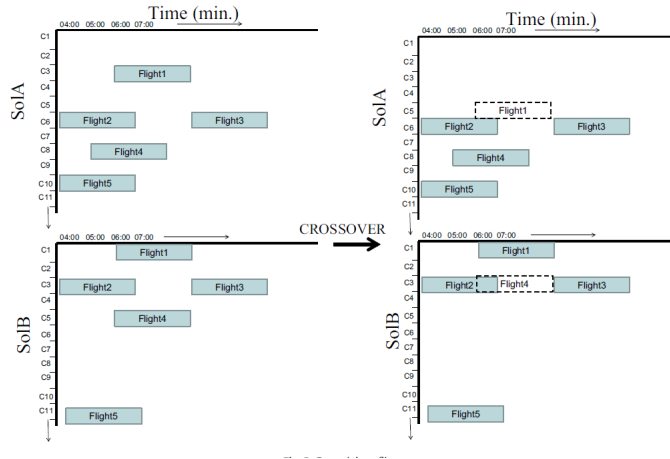 Time (min.)
04:00 05:00 06:00 07:00
SolA
C1
C2
C3
C4
C5
C6
C7
C8
C9
C10
C11
Flight1
Flight2
Flight3
Flight4
Flight5
04:00 05:00 06:00 07:00
SolB
C1
C2
C3
C4
C5
C6
C7
C8
C9
C10
C11
Flight1
Flight2
Flight3
Flight4
Flight5
CROSSOVER
Time (min.)
04:00 05:00 06:00 07:00
SolA
C1
C2
C3
C4
C5
C6
C7
C8
C9
C10
C11
Flight1
Flight2
Flight3
Flight4
Flight5
04:00 05:00 06:00 07:00
SolB
C1
C2
C3
C4
C5
C6
C7
C8
C9
C10
C11
Flight1
Flight2
Flight4
Flight3
Flight5